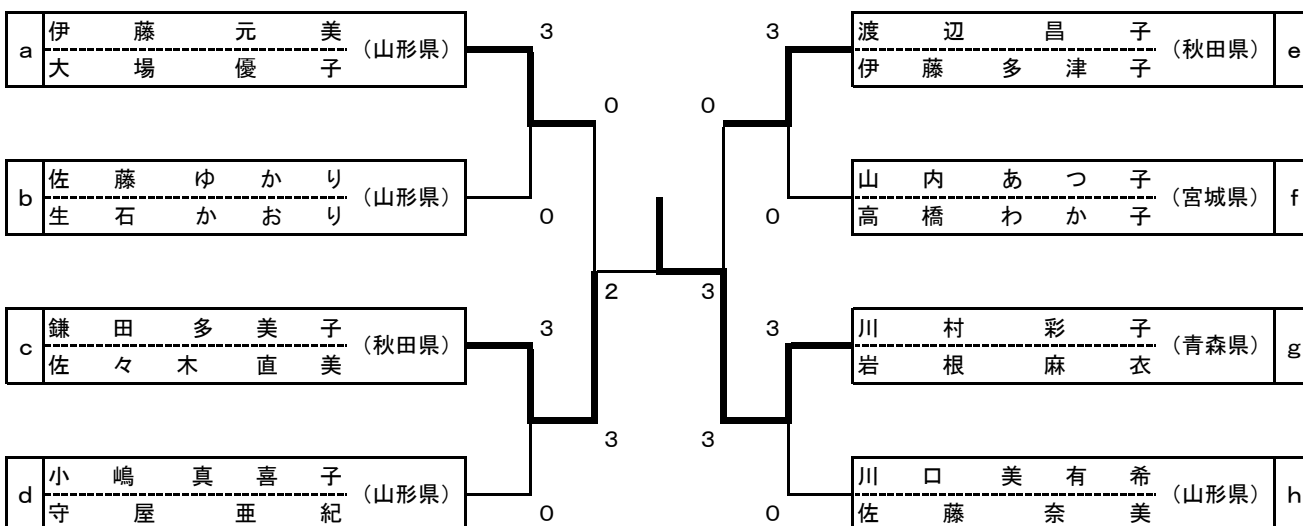 a 伊藤元美 (山形県)
大場優子
3
0
b 佐藤ゆかり (山形県)
生石かおり
0
2
c 鎌田多美子 (秋田県)
佐々木直美
3
3
d 小嶋真喜子 (山形県)
守屋亜紀
0
3
0
渡辺昌子 (秋田県) e
伊藤多津子
0
山内あつ子 (宮城県) f
高橋わか子
3
3
川村彩子 (青森県) g
岩根麻衣
3
川口美有希 (山形県) h
佐藤奈美
0